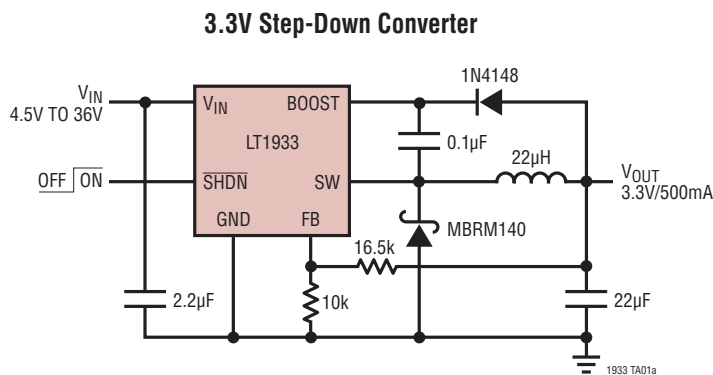 3.3V Step-Down Converter
VIN
4.5V TO 36V
OFF ON
VIN
BOOST
LT1933
SHDN
SW
GND
FB
1N4148
0.1µF
22µH
VOUT
3.3V/500mA
MBRM140
16.5k
10k
2.2µF
22µF
1933 TA01a